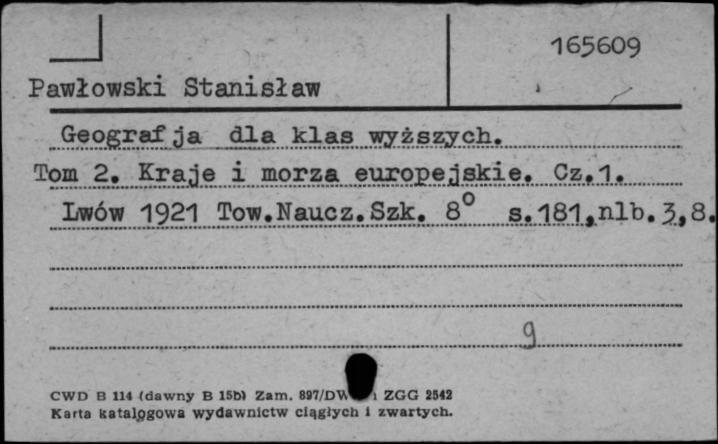 165609
Pawłowski Stanisław
Geografja dla klas wyższych.
Tom 2. Kraje i morza europejskie. Cz.1.
Lwów 1921 Tow.Naucz.Szk. 8° s.181,nlb.3,8.
9
CWD B 114 (dawny B 15b) Zam. 897/DW ZGG 2542
Karta katalogowa wydawnictw ciągłych i zwartych.